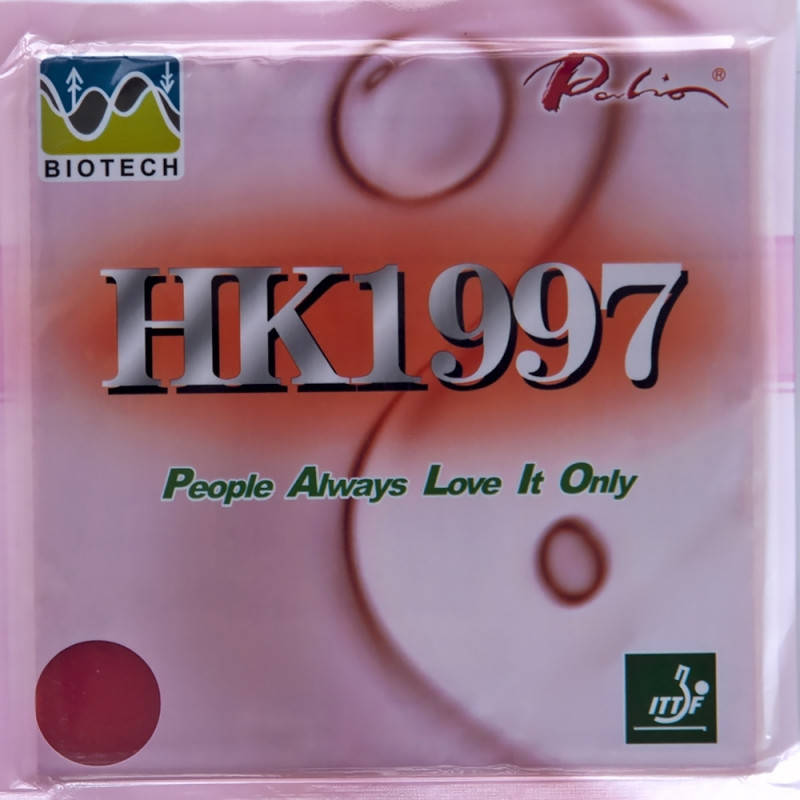 Palio®
BIOTECH
HK1997
People Always Love It Only
ITTF